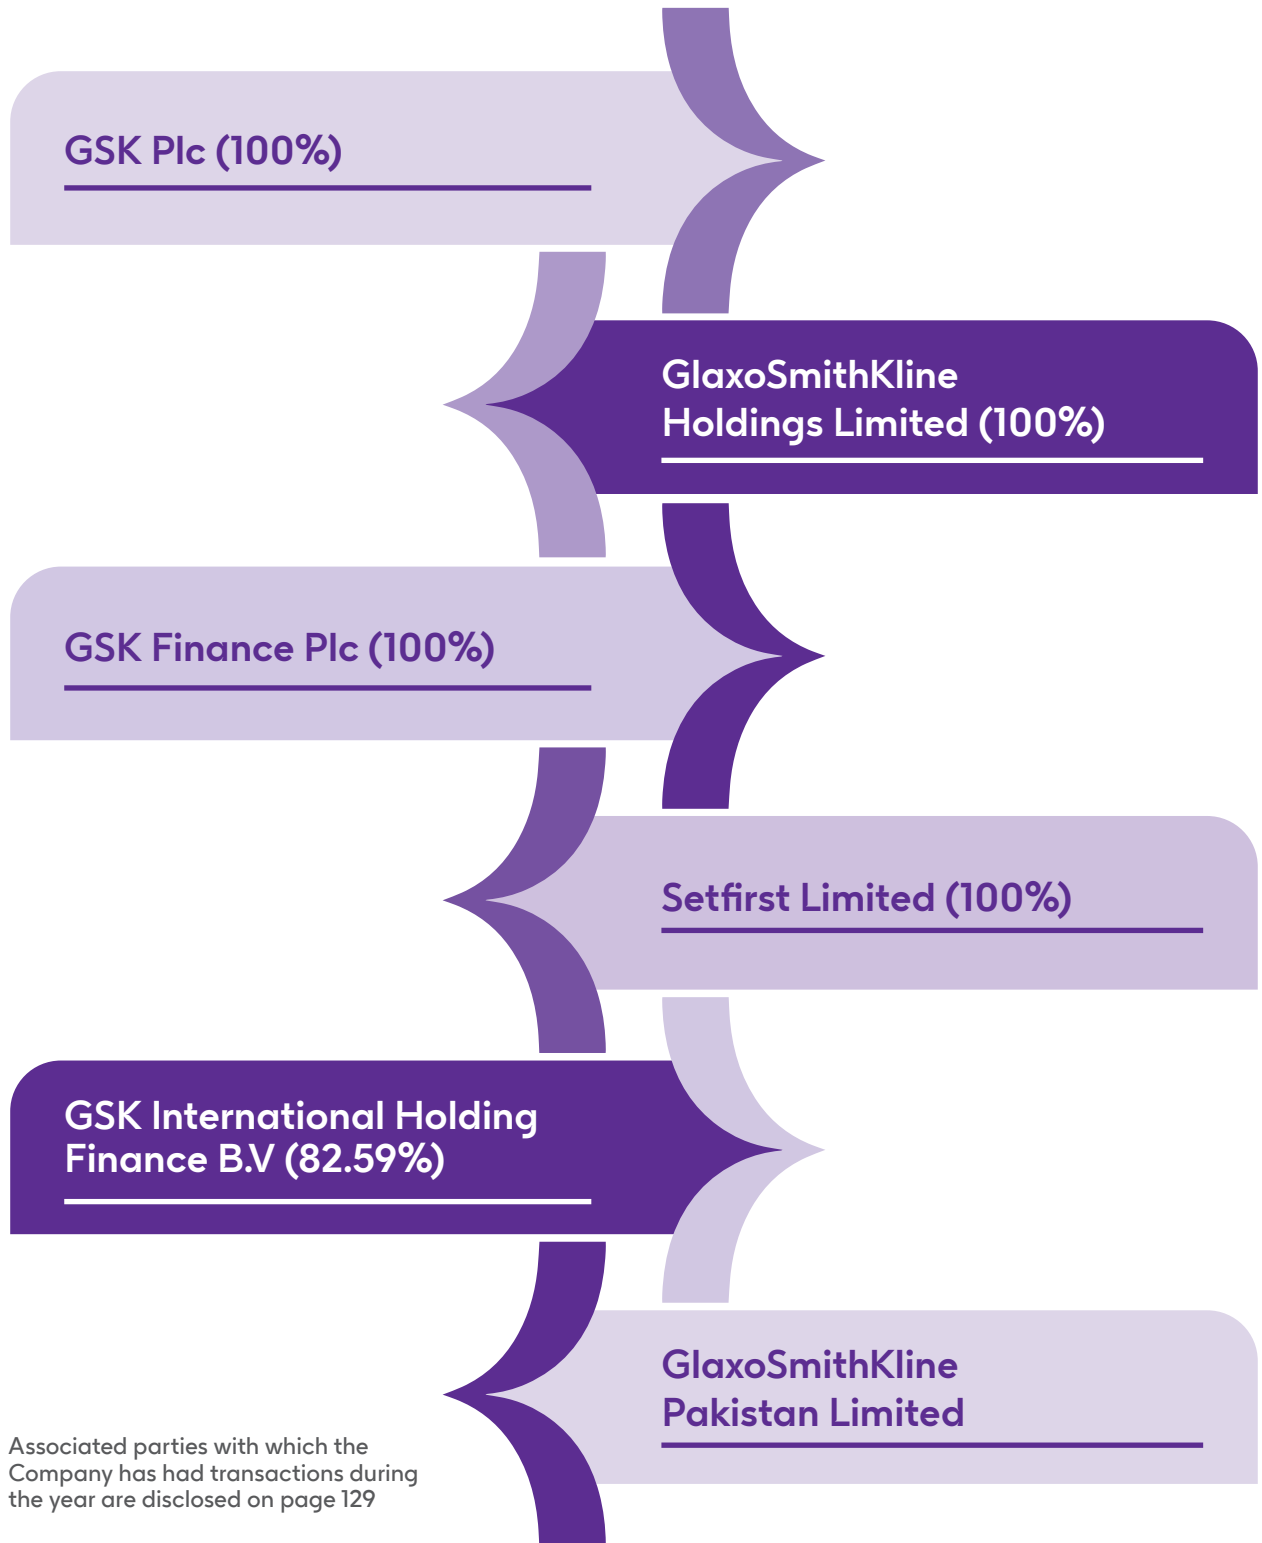 GSK Plc (100%)
GlaxoSmithKline
Holdings Limited (100%)
GSK Finance Plc (100%)
Setfirst Limited (100%)
GSK International Holding
Finance B.V (82.59%)
GlaxoSmithKline
Pakistan Limited
Associated parties with which the
Company has had transactions during
the year are disclosed on page 129